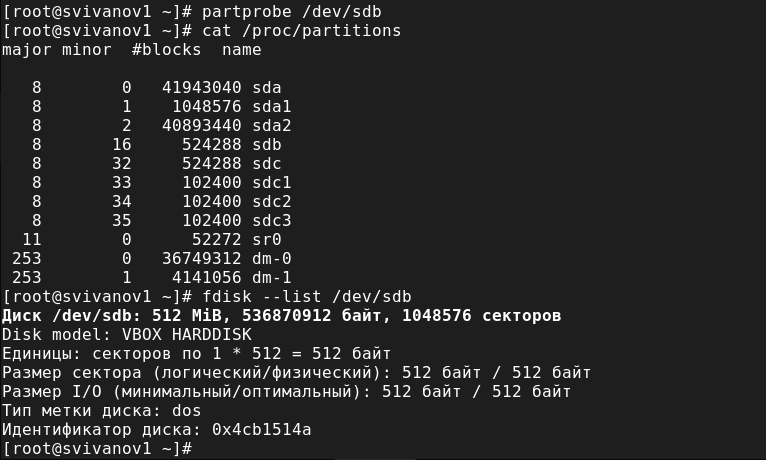 [root@svivanov1 ~]# partprobe /dev/sdb
[root@svivanov1 ~]# cat /proc/partitions
major minor  #blocks  name

   8        0   41943040 sda
   8        1    1048576 sda1
   8        2   40893440 sda2
   8       16     524288 sdb
   8       32     524288 sdc
   8       33     102400 sdc1
   8       34     102400 sdc2
   8       35     102400 sdc3
  11        0      52272 sr0
 253        0   36749312 dm-0
 253        1    4141056 dm-1
[root@svivanov1 ~]# fdisk --list /dev/sdb
Диск /dev/sdb: 512 MiB, 536870912 байт, 1048576 секторов
Disk model: VBOX HARDDISK
Единицы: секторов по 1 * 512 = 512 байт
Размер сектора (логический/физический): 512 байт / 512 байт
Размер I/O (минимальный/оптимальный): 512 байт / 512 байт
Тип метки диска: dos
Идентификатор диска: 0x4cb1514a
[root@svivanov1 ~]#